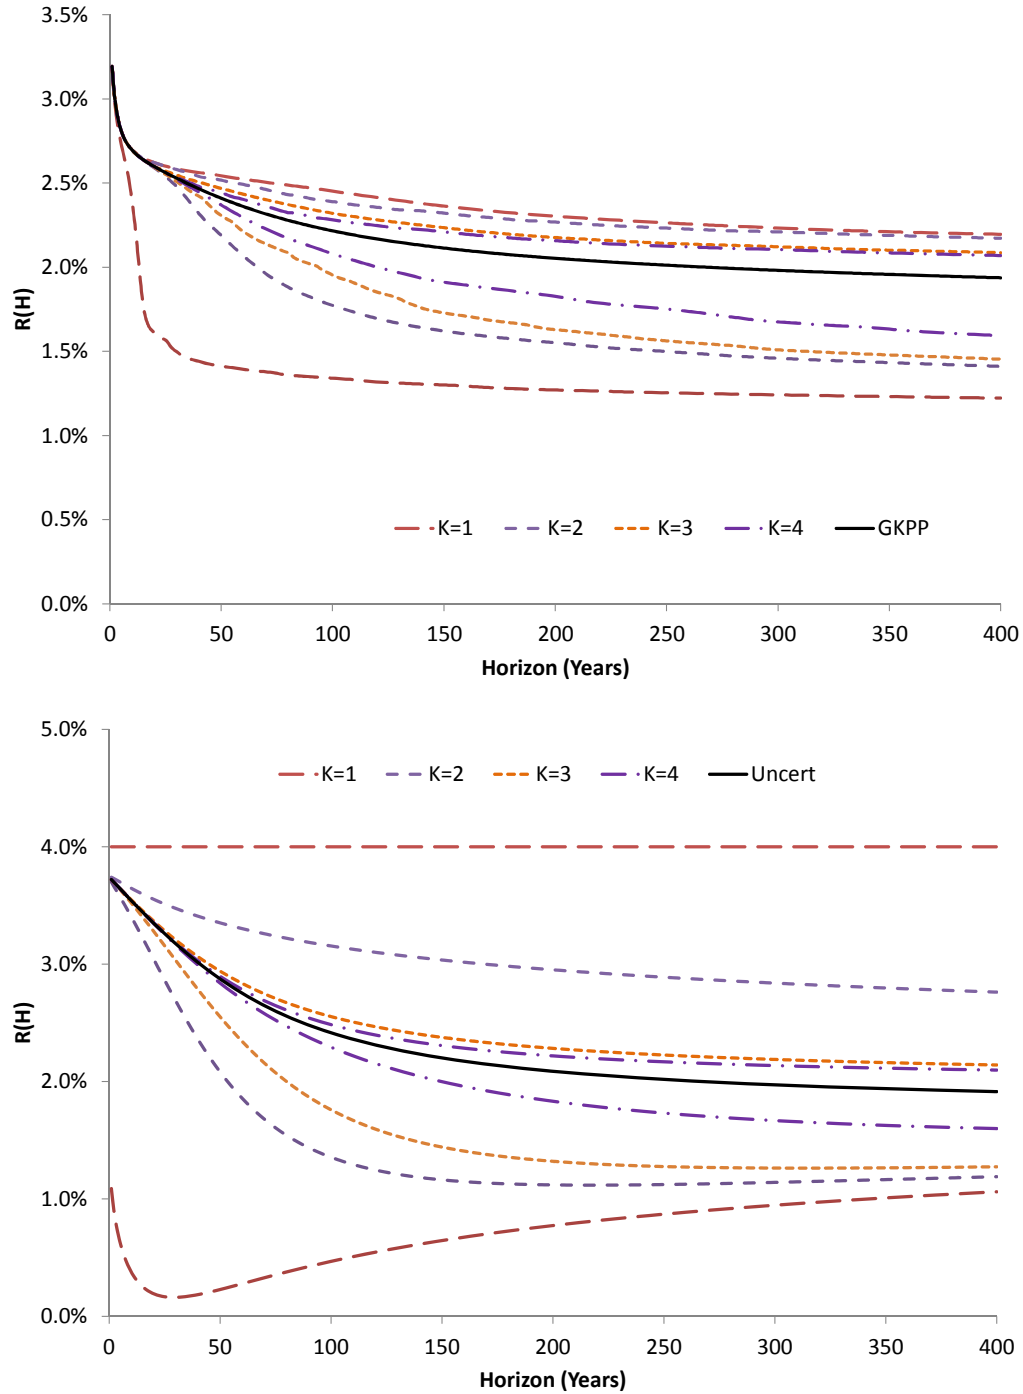 3.5%
3.0%
2.5%
2.0%
1.5%
1.0%
0.5%
0.0%
R(H)
K=1 K=2 K=3 K=4 GKPP
0 50 100 150 200 250 300 350 400
Horizon (Years)
5.0%
4.0%
3.0%
2.0%
1.0%
0.0%
R(H)
K=1 K=2 K=3 K=4 Uncert
0 50 100 150 200 250 300 350 400
Horizon (Years)